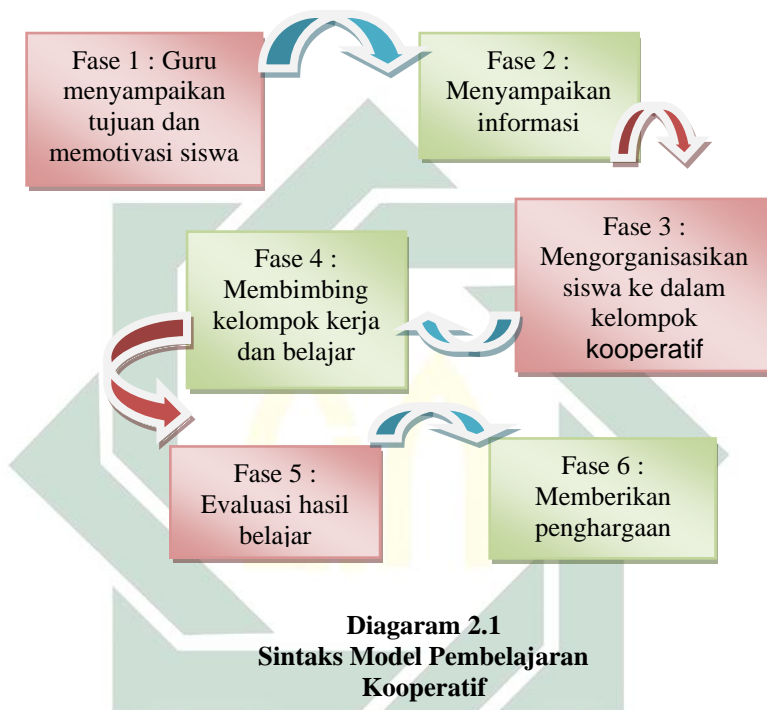 Fase 1 : Guru
menyampaikan
tujuan dan
memotivasi siswa
Fase 2 :
Menyampaikan
informasi
Fase 3 :
Mengorganisasikan
siswa ke dalam
kelompok
kooperatif
Fase 4 :
Membimbing
kelompok kerja
dan belajar
Fase 5 :
Evaluasi hasil
belajar
Fase 6 :
Memberikan
penghargaan
Diagaram 2.1
Sintaks Model Pembelajaran
Kooperatif